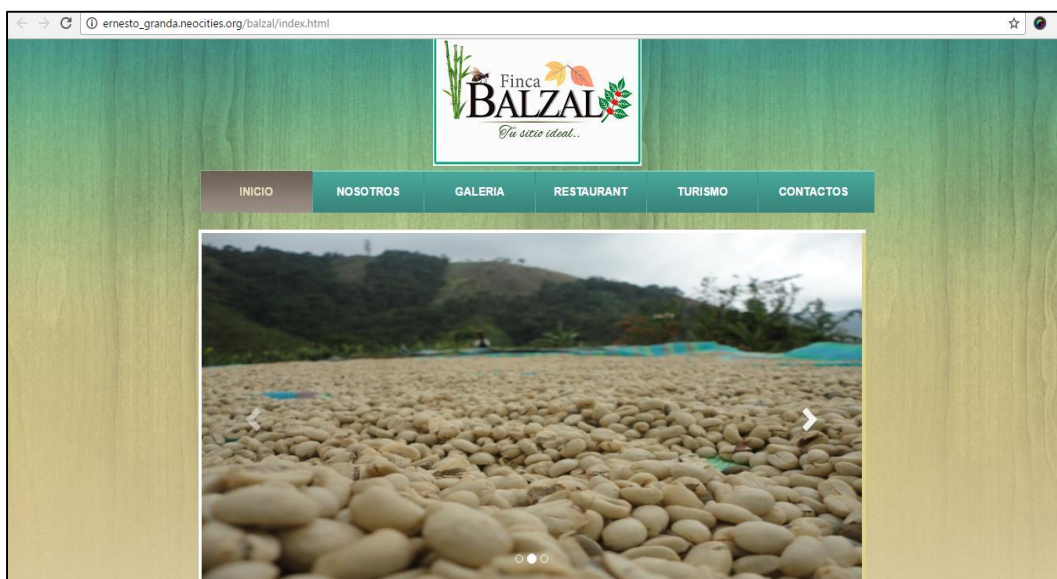 ernesto_granda.neocities.org/balzal/index.html
Finca
BALZAL
Tu sitio ideal..
INICIO NOSOTROS GALERIA RESTAURANT TURISMO CONTACTOS